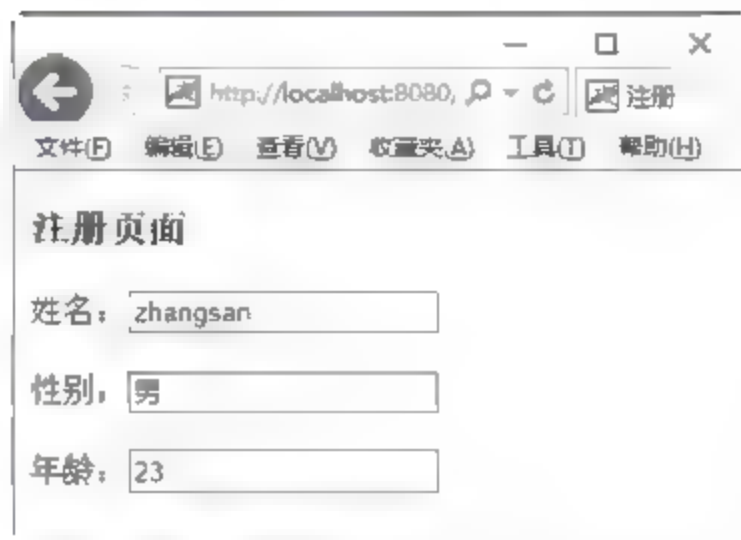 http://localhost:8080, 注册
文件(F) 编辑(E) 查看(V) 收藏夹(A) 工具(T) 帮助(H)
注册页面
姓名：zhangsan
性别：男
年龄：23